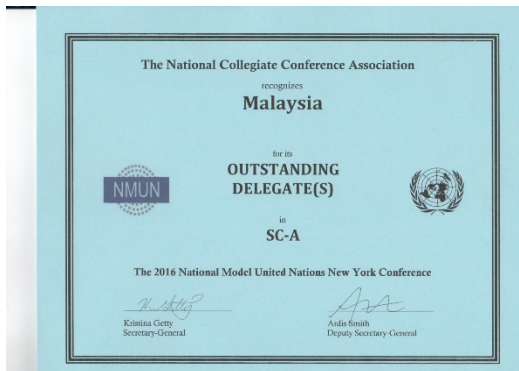 The National Collegiate Conference Association
recognizes
Malaysia
for its
OUTSTANDING
DELEGATE(S)
NMUN
in
SC-A
The 2016 National Model United Nations New York Conference
Kristina Getty
Secretary-General
Ardis Smith
Deputy Secretary-General